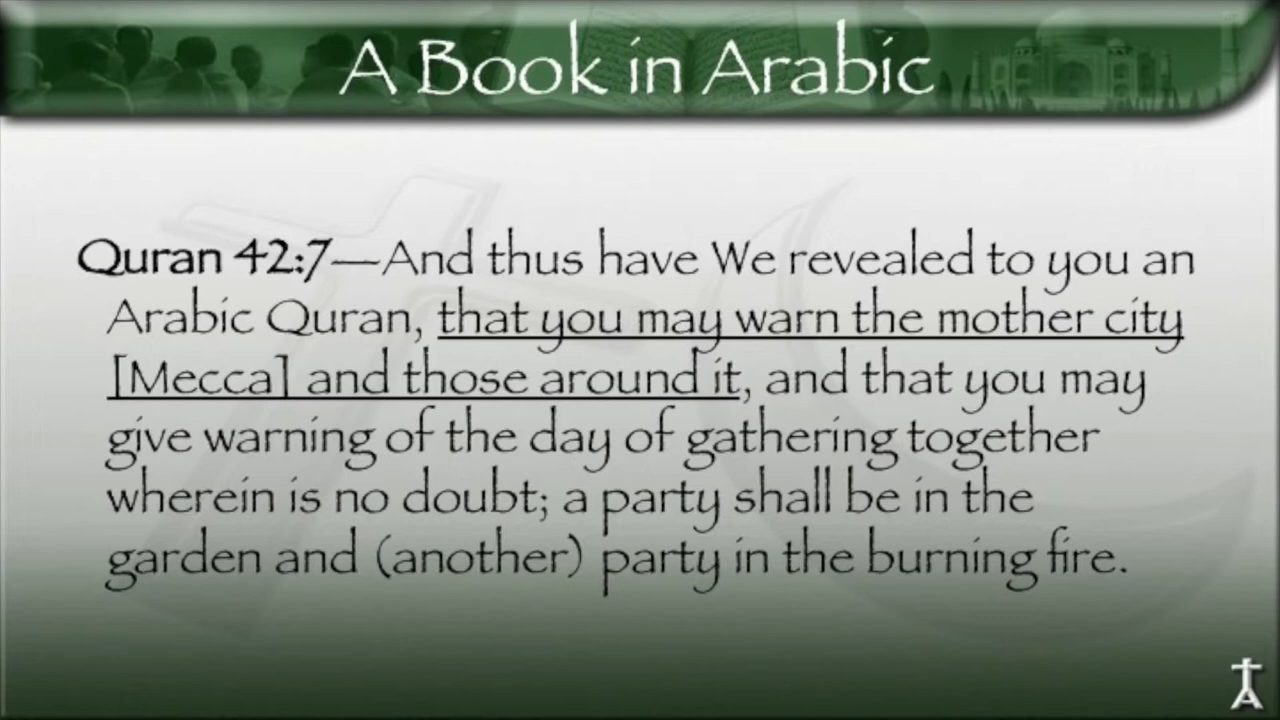 A Book in Arabic
Quran 42:7—And thus have We revealed to you an
Arabic Quran, that you may warn the mother city
[Mecca] and those around it, and that you may
give warning of the day of gathering together
wherein is no doubt; a party shall be in the
garden and (another) party in the burning fire.